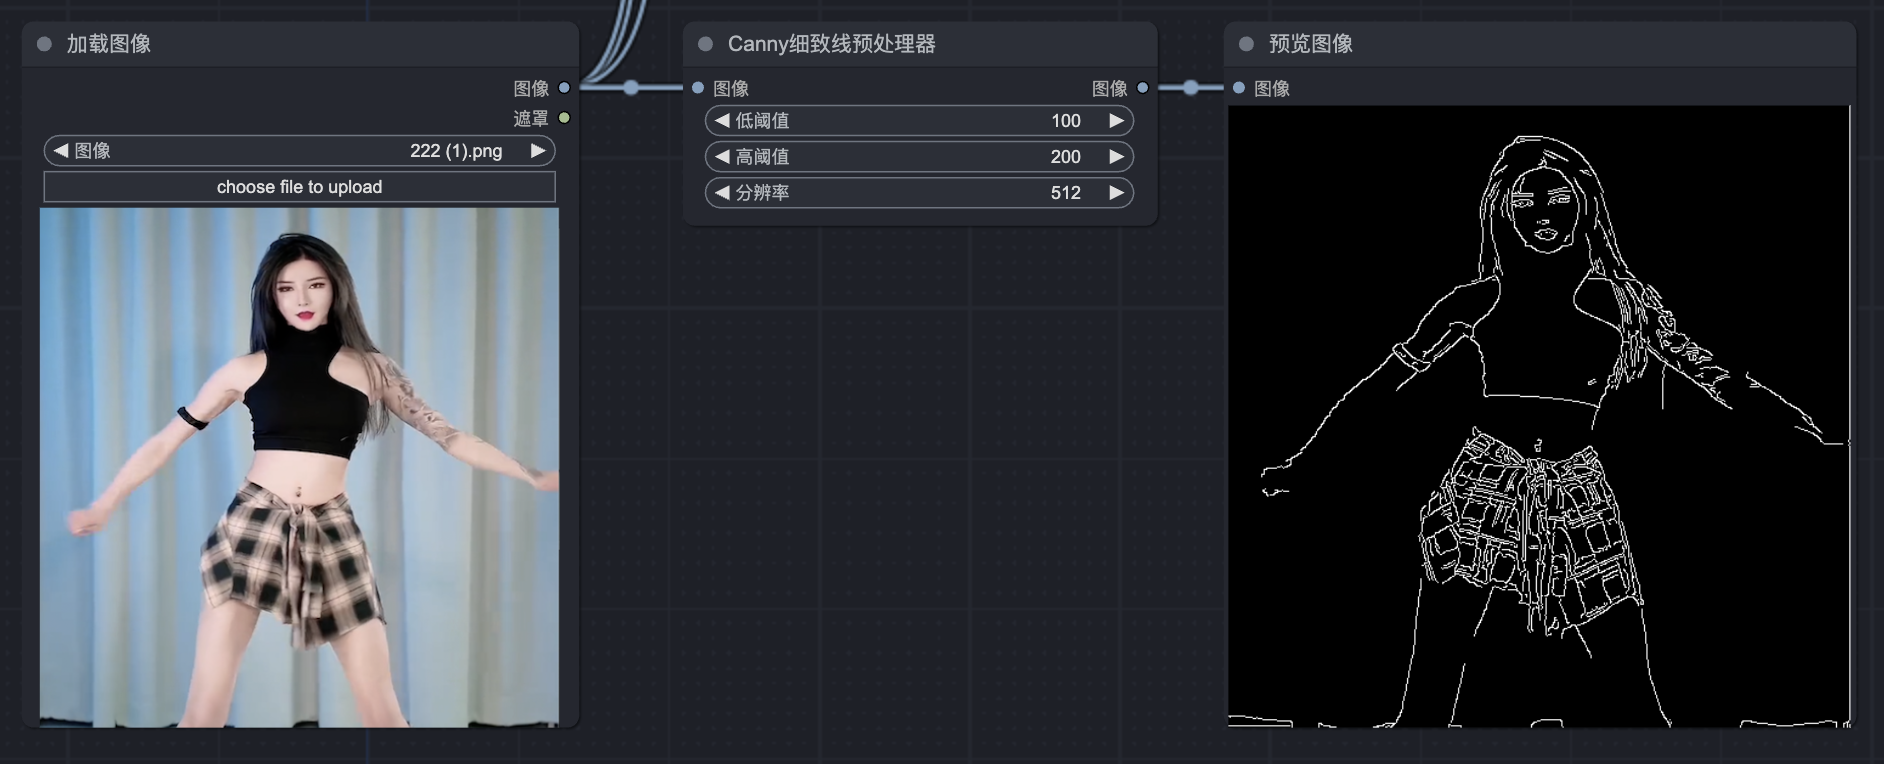 加载图像
图像
遮罩
图像 222 (1).png
choose file to upload
Canny细致线预处理器
图像 图像
低阈值 100
高阈值 200
分辨率 512
预览图像
图像